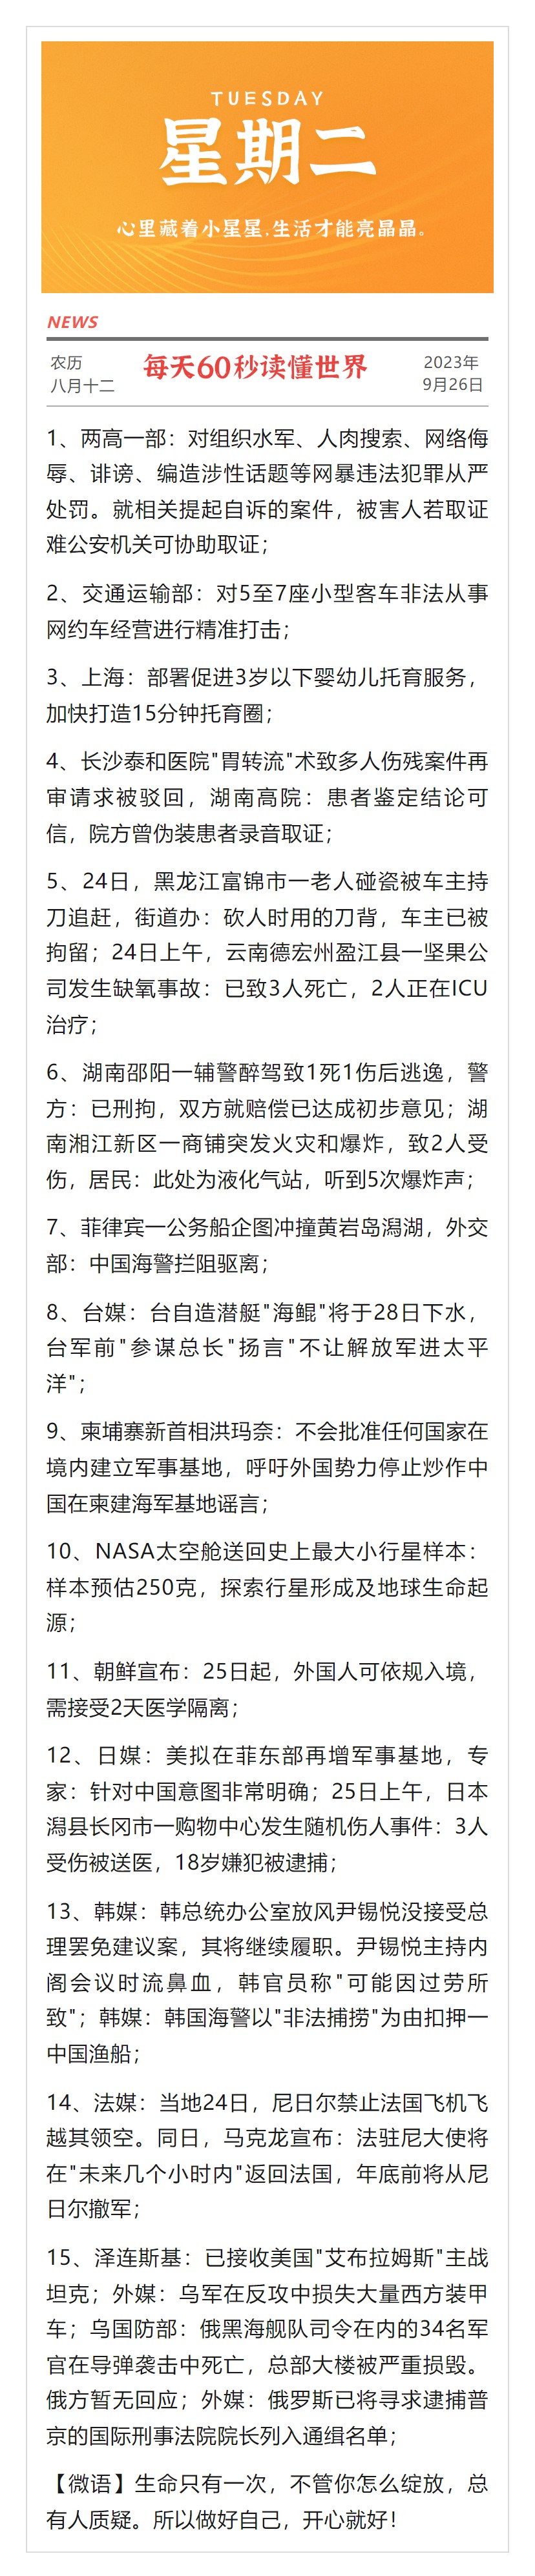 TUESDAY
星期二
心里藏着小星星,生活才能亮晶晶。
NEWS
农历
八月十二
每天60秒读懂世界
2023年
9月26日
1、两高一部：对组织水军、人肉搜索、网络侮
辱、诽谤、编造涉性话题等网暴违法犯罪从严
处罚。就相关提起自诉的案件，被害人若取证
难公安机关可协助取证；
2、交通运输部：对5至7座小型客车非法从事
网约车经营进行精准打击；
3、上海：部署促进3岁以下婴幼儿托育服务，
加快打造15分钟托育圈；
4、长沙泰和医院"胃转流"术致多人伤残案件再
审请求被驳回，湖南高院：患者鉴定结论可
信，院方曾伪装患者录音取证；
5、24日，黑龙江富锦市一老人碰瓷被车主持
刀追赶，街道办：砍人时用的刀背，车主已被
拘留；24日上午，云南德宏州盈江县一坚果公
司发生缺氧事故：已致3人死亡，2人正在ICU
治疗；
6、湖南邵阳一辅警醉驾致1死1伤后逃逸，警
方：已刑拘，双方就赔偿已达成初步意见；湖
南湘江新区一商铺突发火灾和爆炸，致2人受
伤，居民：此处为液化气站，听到5次爆炸声；
7、菲律宾一公务船企图冲撞黄岩岛潟湖，外交
部：中国海警拦阻驱离；
8、台媒：台自造潜艇"海鲲"将于28日下水，
台军前"参谋总长"扬言"不让解放军进太平
洋"；
9、柬埔寨新首相洪玛奈：不会批准任何国家在
境内建立军事基地，呼吁外国势力停止炒作中
国在柬建海军基地谣言；
10、NASA太空舱送回史上最大小行星样本：
样本预估250克，探索行星形成及地球生命起
源；
11、朝鲜宣布：25日起，外国人可依规入境，
需接受2天医学隔离；
12、日媒：美拟在菲东部再增军事基地，专
家：针对中国意图非常明确；25日上午，日本
潟县长冈市一购物中心发生随机伤人事件：3人
受伤被送医，18岁嫌犯被逮捕；
13、韩媒：韩总统办公室放风尹锡悦没接受总
理罢免建议案，其将继续履职。尹锡悦主持内
阁会议时流鼻血，韩官员称"可能因过劳所
致"；韩媒：韩国海警以"非法捕捞"为由扣押一
中国渔船；
14、法媒：当地24日，尼日尔禁止法国飞机飞
越其领空。同日，马克龙宣布：法驻尼大使将
在"未来几个小时内"返回法国，年底前将从尼
日尔撤军；
15、泽连斯基：已接收美国"艾布拉姆斯"主战
坦克；外媒：乌军在反攻中损失大量西方装甲
车；乌国防部：俄黑海舰队司令在内的34名军
官在导弹袭击中死亡，总部大楼被严重损毁。
俄方暂无回应；外媒：俄罗斯已将寻求逮捕普
京的国际刑事法院院长列入通缉名单；
【微语】生命只有一次，不管你怎么绽放，总
有人质疑。所以做好自己，开心就好！